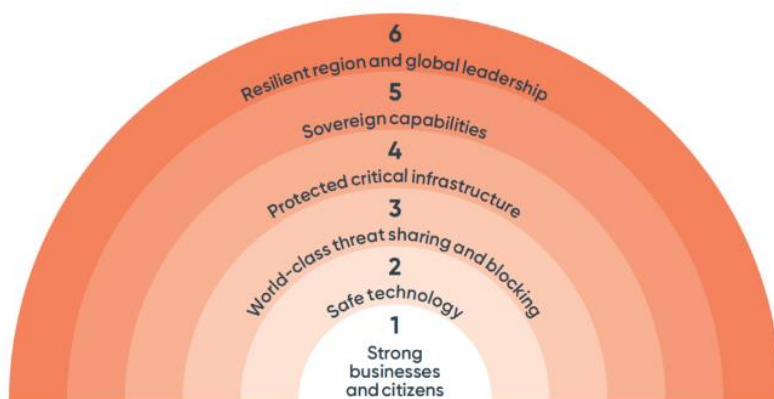 6
Resilient region and global leadership
5
Sovereign capabilities
4
Protected critical infrastructure
3
World-class threat sharing and blocking
2
Safe technology
1
Strong
businesses
and citizens